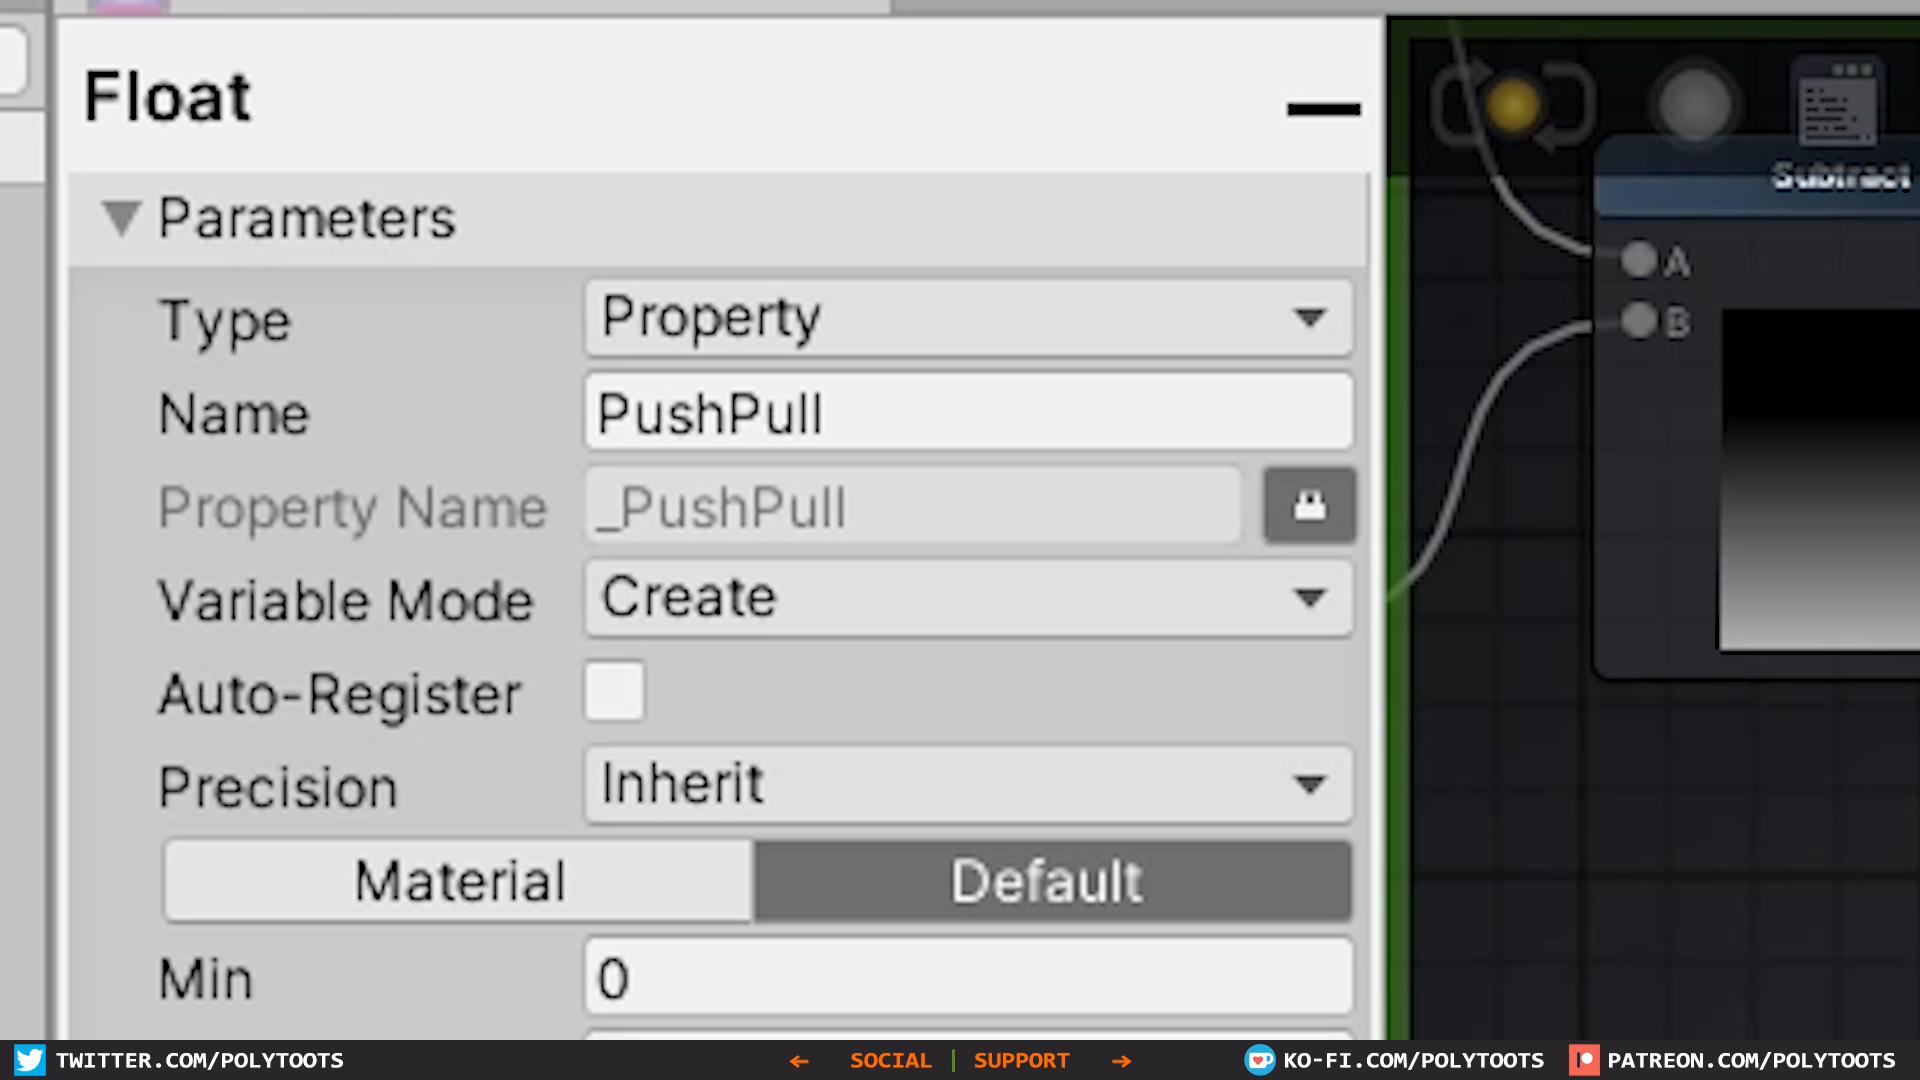 Float
Parameters
Type Property
Name PushPull
Property Name _PushPull
Variable Mode Create
Auto-Register
Precision Inherit
Material Default
Min 0
Subtract
A
B
TWITTER.COM/POLYTOOTS ← SOCIAL | SUPPORT → KO-FI.COM/POLYTOOTS PATREON.COM/POLYTOOTS